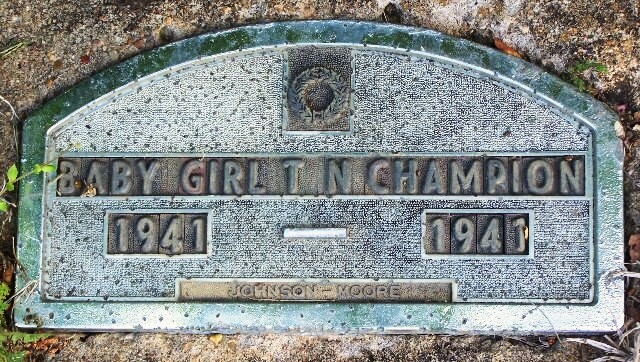 BABY GIRL T N CHAMPION
1941 — 1941
JOHNSON - MOORE